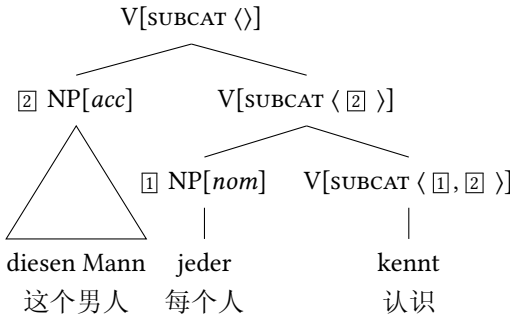 V[SUBCAT ⟨⟩]
2 NP[acc] V[SUBCAT ⟨ 2 ⟩]
1 NP[nom] V[SUBCAT ⟨ 1, 2 ⟩]
diesen Mann jeder kennt
这个男人 每个人 认识